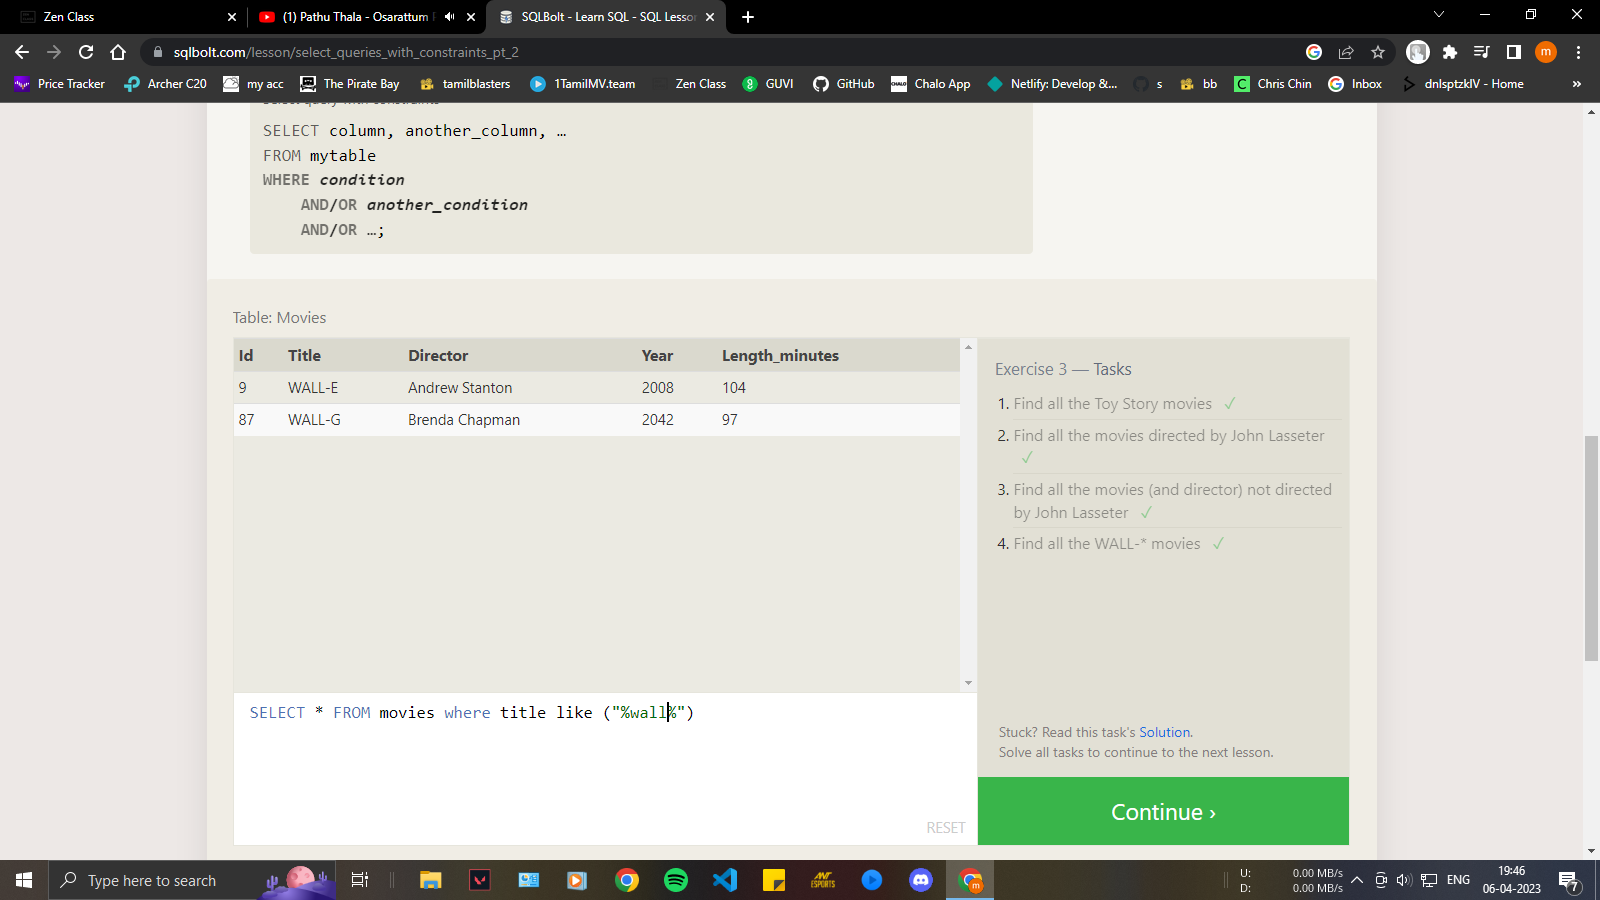 Zen Class
(1) Pathu Thala - Osarattum
SQLBolt - Learn SQL - SQL Lesson
sqlbolt.com/lesson/select_queries_with_constraints_pt_2
m
Price Tracker
Archer C20
my acc
The Pirate Bay
tamilblasters
1TamilMV.team
Zen Class
GUVI
GitHub
CHALO
Chalo App
Netlify: Develop &...
s
bb
C
Chris Chin
Inbox
dnlsptzklV - Home
»
Select query with constraints
SELECT column, another_column, …
FROM mytable
WHERE condition
AND/OR another_condition
AND/OR …;
Table: Movies
Id Title Director Year Length_minutes
9 WALL-E Andrew Stanton 2008 104
87 WALL-G Brenda Chapman 2042 97
SELECT * FROM movies where title like ("%wall%")
RESET
Exercise 3 — Tasks
1. Find all the Toy Story movies ✓
2. Find all the movies directed by John Lasseter
✓
3. Find all the movies (and director) not directed
by John Lasseter ✓
4. Find all the WALL-* movies ✓
Stuck? Read this task's Solution.
Solve all tasks to continue to the next lesson.
Continue ›
Type here to search
ESPORTS
m
U: 0.00 MB/s
D: 0.00 MB/s
ENG
19:46
06-04-2023
7